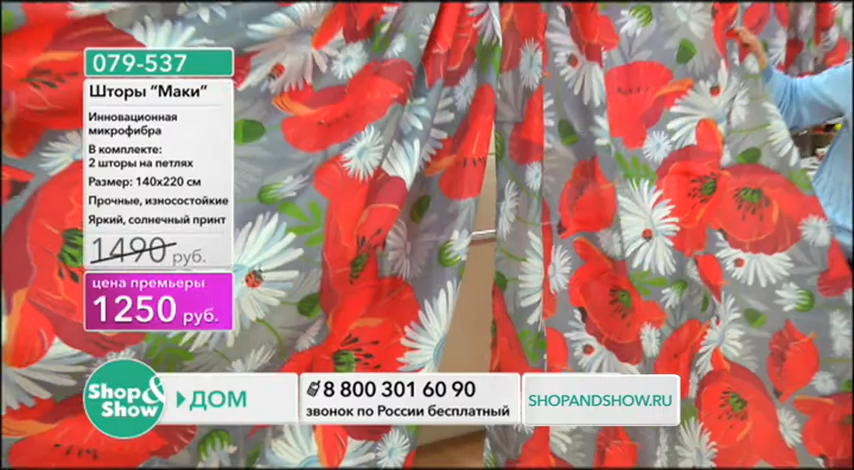 079-537
Шторы "Маки"
Инновационная
микрофибра
В комплекте:
2 шторы на петлях
Размер: 140х220 см
Прочные, износостойкие
Яркий, солнечный принт
1490 руб.
цена премьеры
1250 руб.
Shop&
Show
ДОМ
8 800 301 60 90
звонок по России бесплатный
SHOPANDSHOW.RU